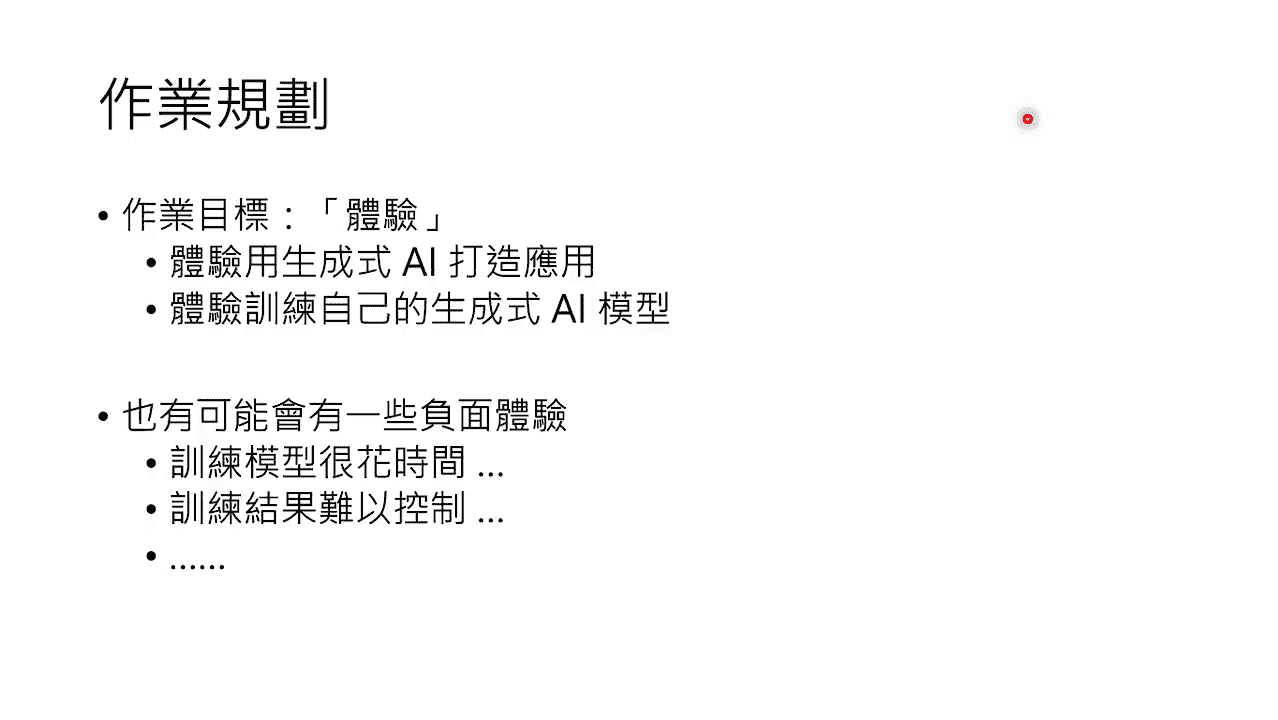 作業規劃
• 作業目標：「體驗」
• 體驗用生成式 AI 打造應用
• 體驗訓練自己的生成式 AI 模型
• 也有可能會有一些負面體驗
• 訓練模型很花時間 ...
• 訓練結果難以控制 ...
• ......